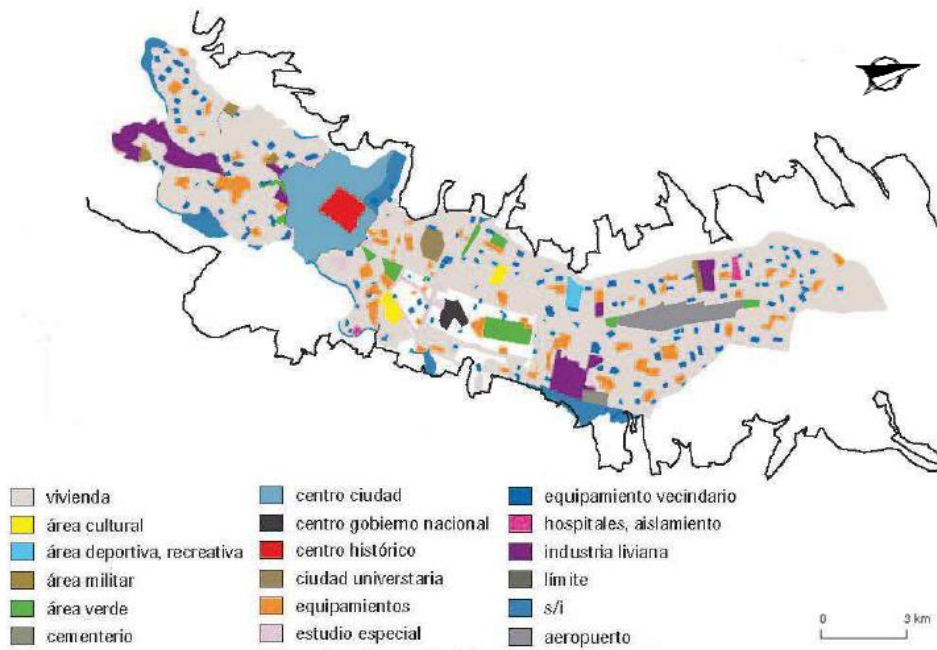 vivienda
área cultural
área deportiva, recreativa
área militar
área verde
cementerio
centro ciudad
centro gobierno nacional
centro histórico
ciudad universtaria
equipamientos
estudio especial
equipamiento vecindario
hospitales, aislamiento
industria liviana
límite
s/i
aeropuerto
0 3 km